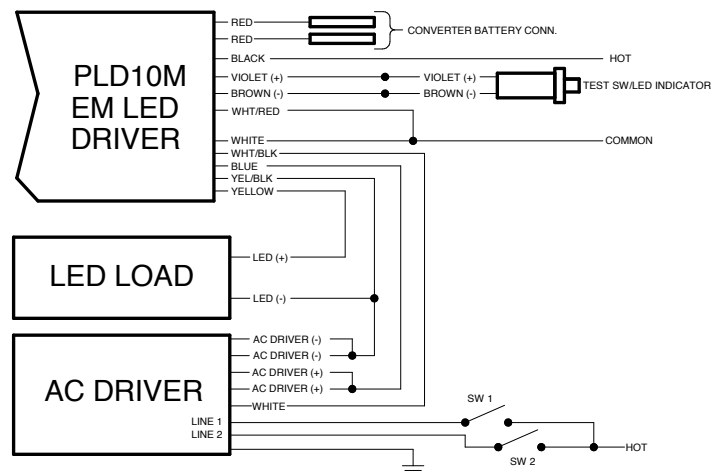 RED
RED
CONVERTER BATTERY CONN.
BLACK
HOT
PLD10M
EM LED
DRIVER
VIOLET (+)
VIOLET (+)
BROWN (-)
BROWN (-)
TEST SW/LED INDICATOR
WHT/RED
WHITE
COMMON
WHT/BLK
BLUE
YEL/BLK
YELLOW
LED LOAD
LED (+)
LED (-)
AC DRIVER
AC DRIVER (-)
AC DRIVER (-)
AC DRIVER (+)
AC DRIVER (+)
WHITE
LINE 1
LINE 2
SW 1
SW 2
HOT